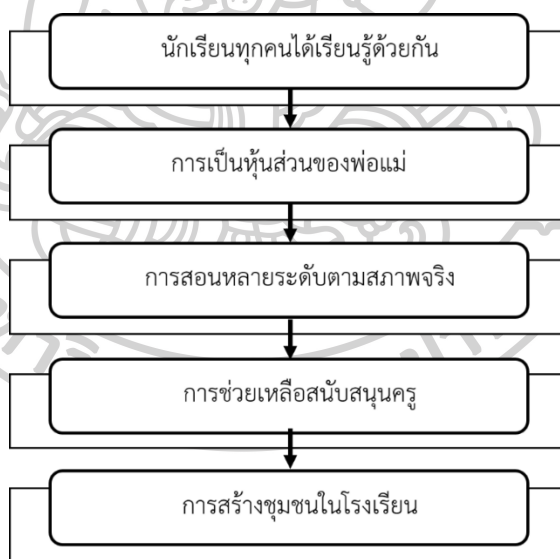 นักเรียนทุกคนได้เรียนรู้ด้วยกัน
การเป็นหุ้นส่วนของพ่อแม่
การสอนหลายระดับตามสภาพจริง
การช่วยเหลือสนับสนุนครู
การสร้างชุมชนในโรงเรียน